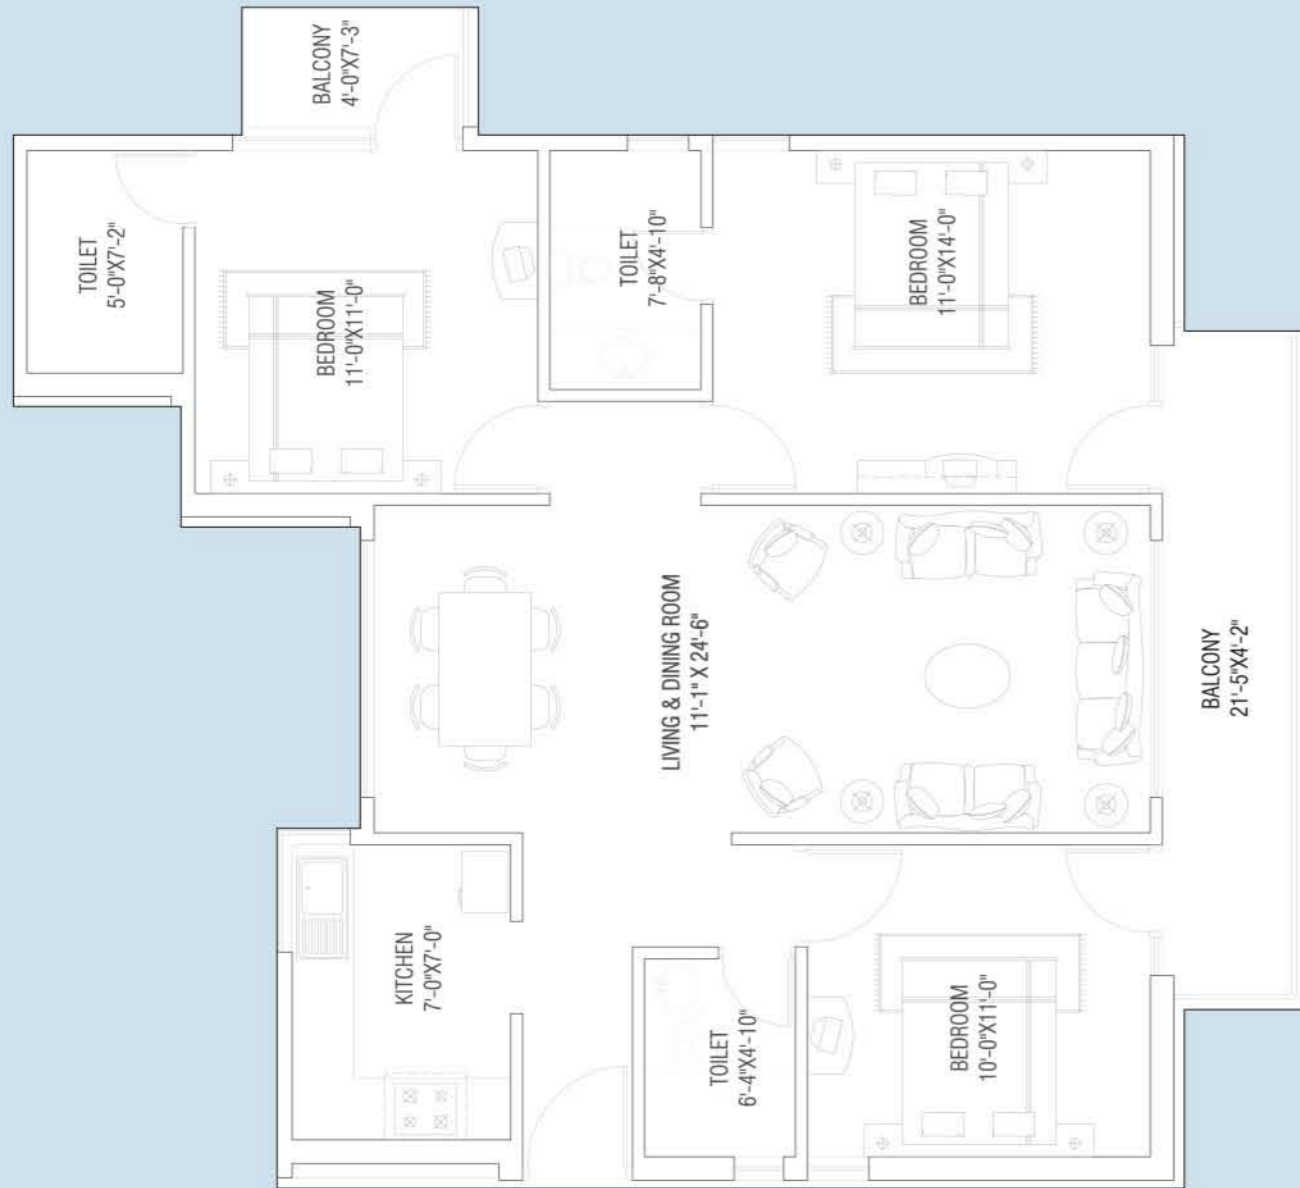 BALCONY
4'-0"X7'-3"
TOILET
5'-0"X7'-2"
BEDROOM
11'-0"X11'-0"
TOILET
7'-8"X4'-10"
BEDROOM
11'-0"X14'-0"
LIVING & DINING ROOM
11'-1" X 24'-6"
BALCONY
21'-5"X4'-2"
KITCHEN
7'-0"X7'-0"
TOILET
6'-4"X4'-10"
BEDROOM
10'-0"X11'-0"